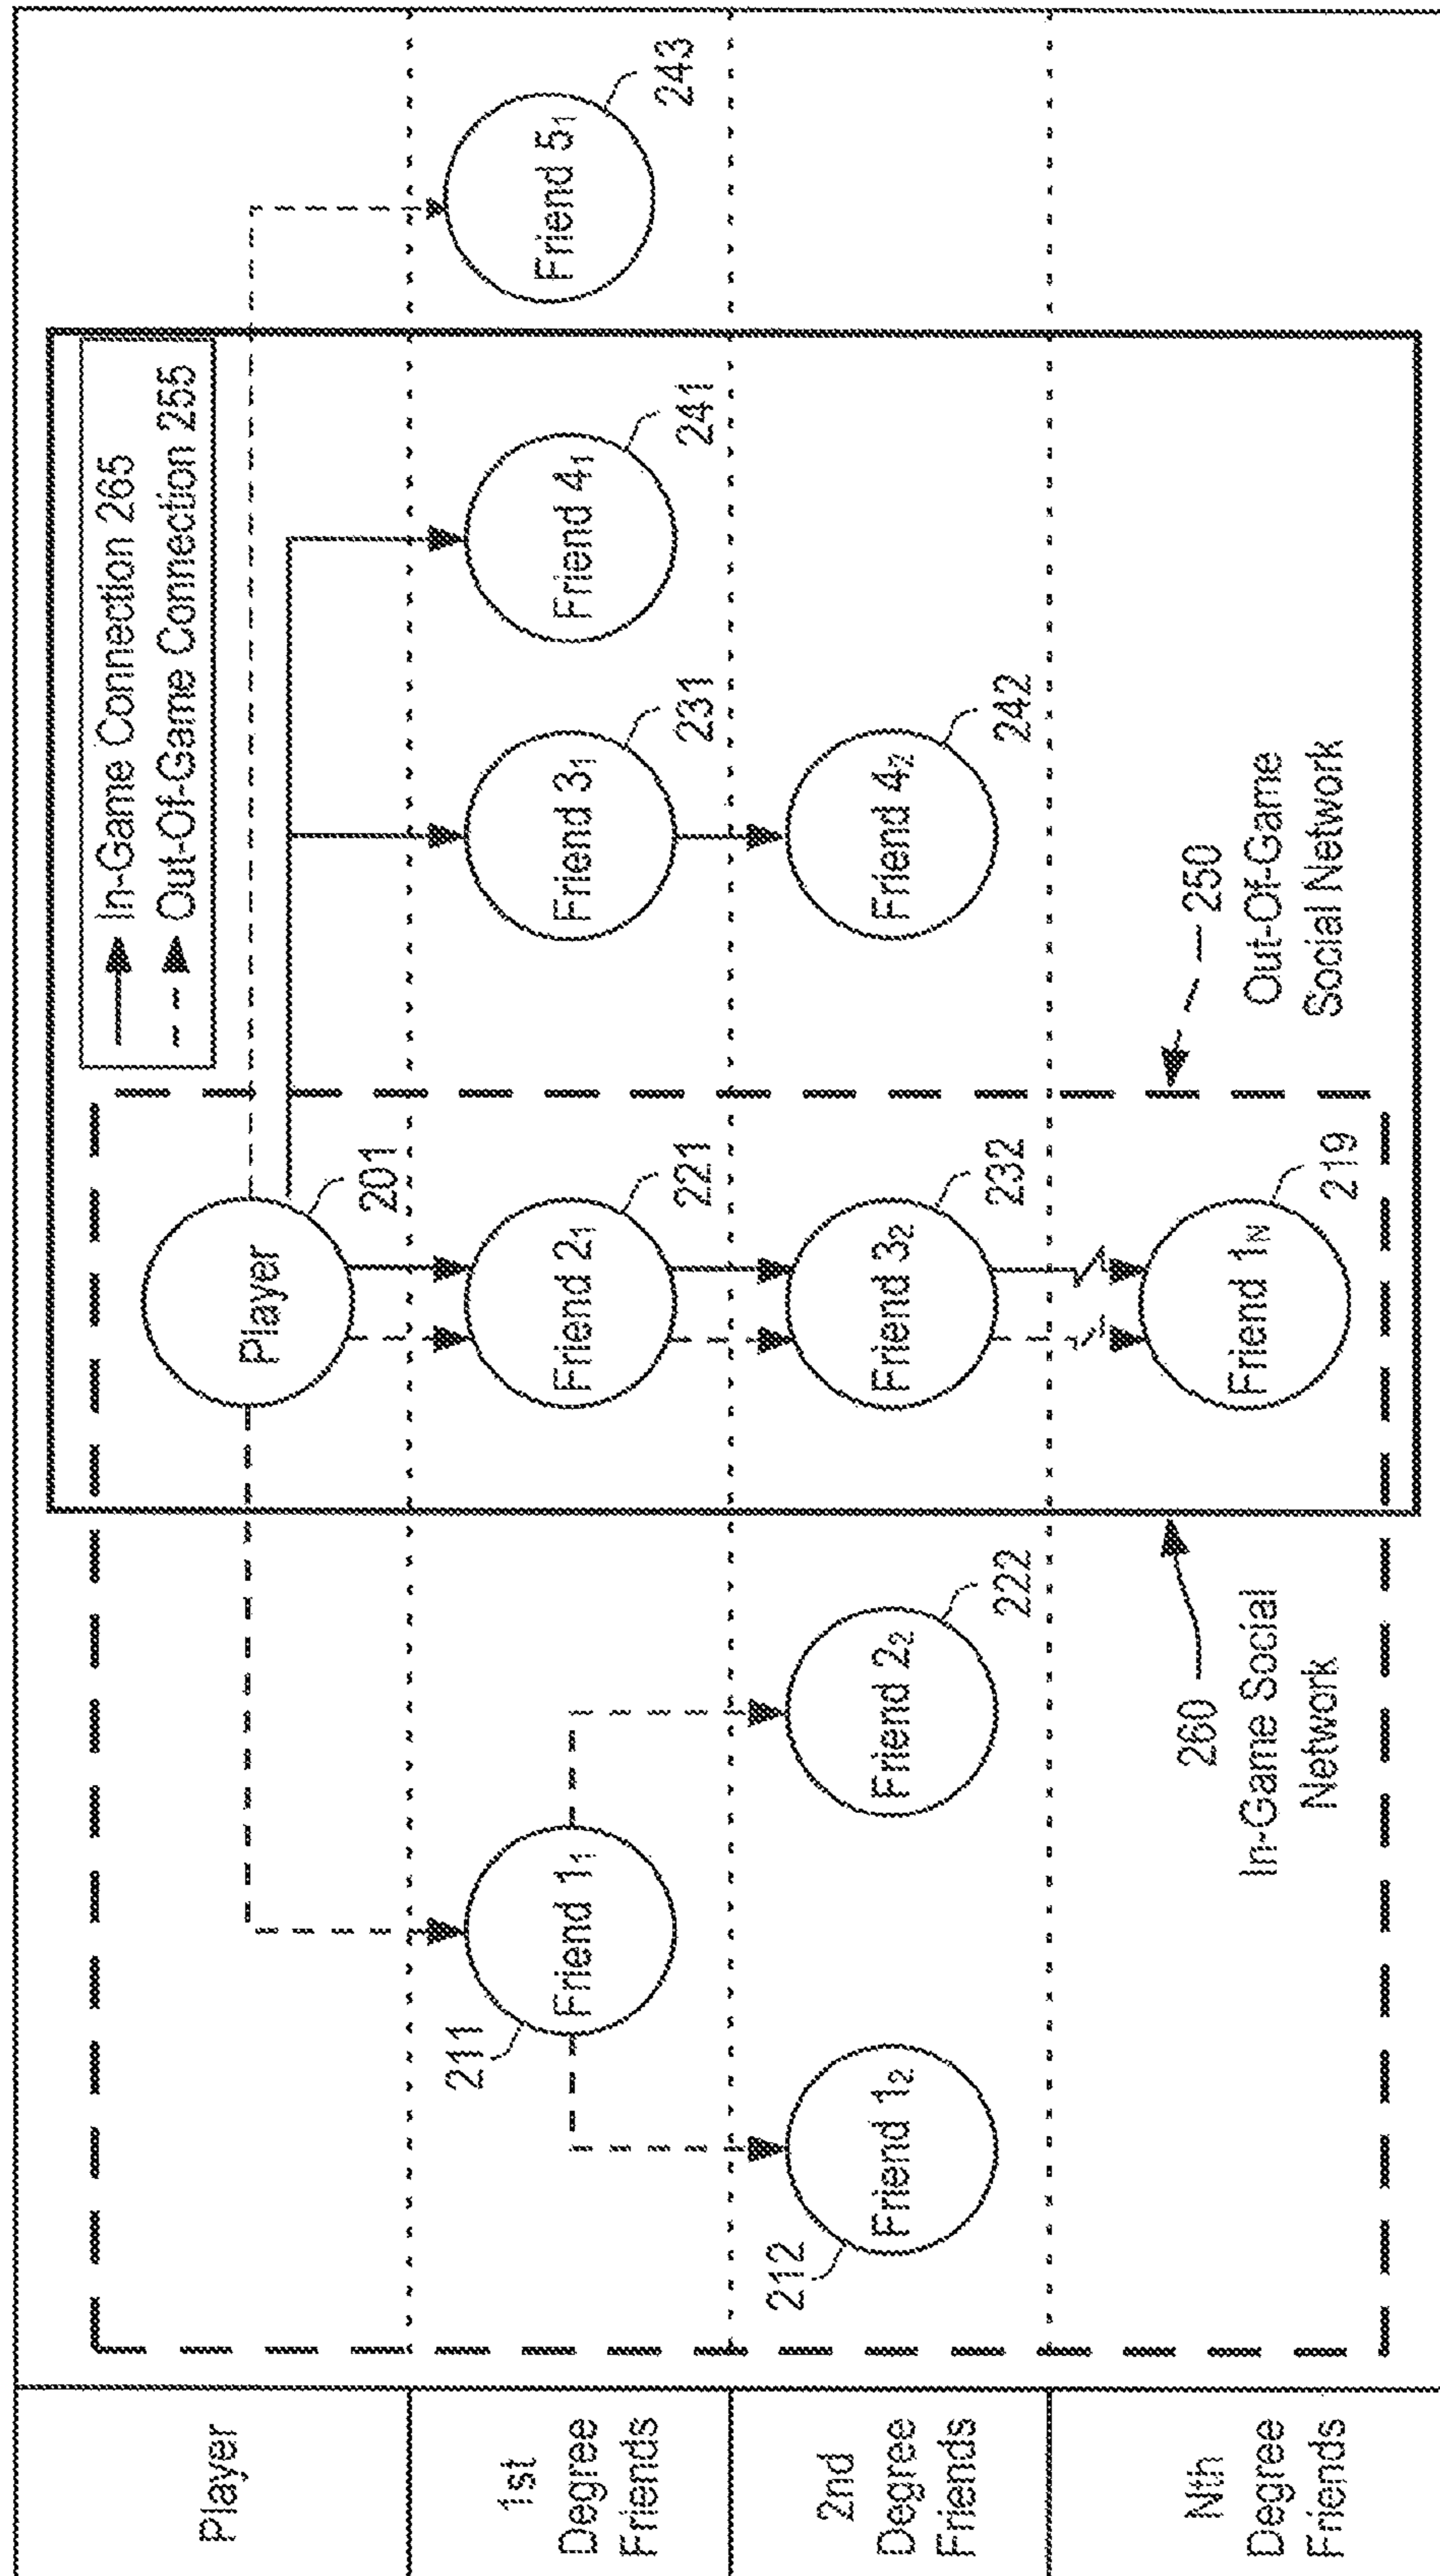 Player
1st
Degree
Friends
2nd
Degree
Friends
Nth
Degree
Friends
In-Game Connection 265
Out-Of-Game Connection 255
Player
201
211
Friend 1₁
Friend 2₁
221
Friend 3₁
231
Friend 4₁
241
Friend 5₁
243
212
Friend 1₂
Friend 2₂
222
Friend 3₂
232
Friend 4₂
242
260
In-Game Social
Network
Friend 1N
219
250
Out-Of-Game
Social Network